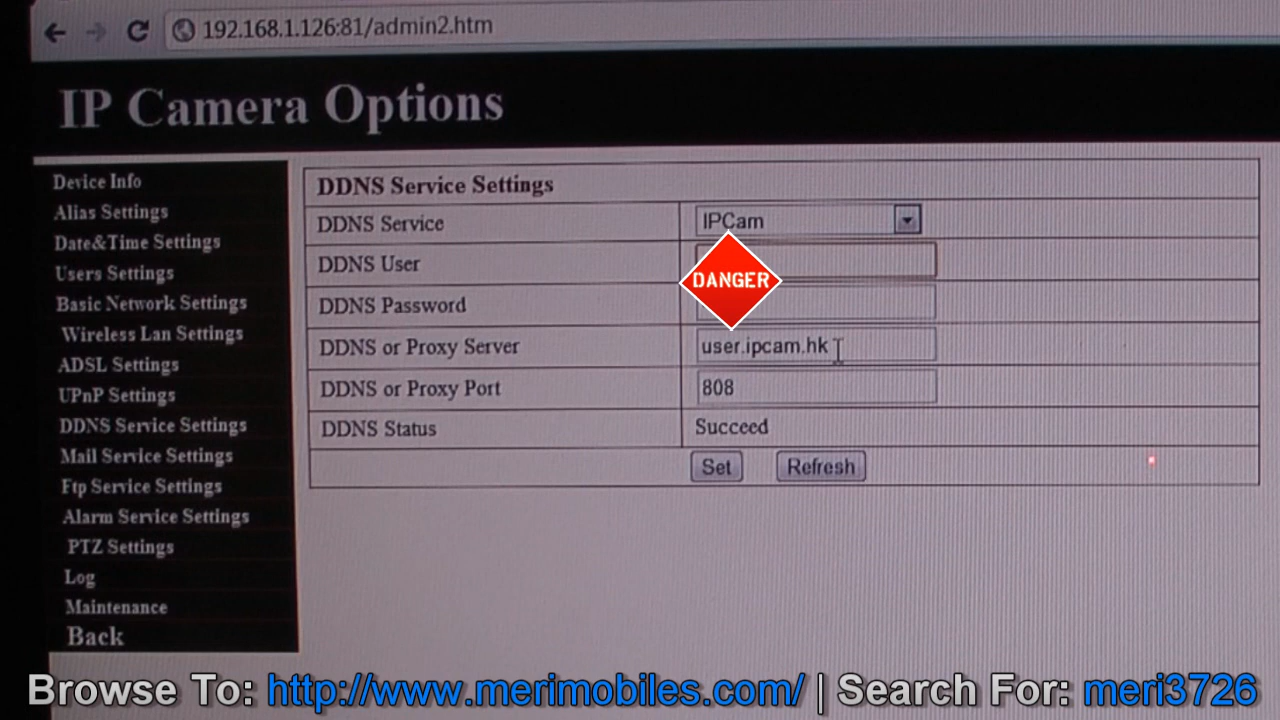 192.168.1.126:81/admin2.htm
IP Camera Options
Device Info
Alias Settings
Date&Time Settings
Users Settings
Basic Network Settings
Wireless Lan Settings
ADSL Settings
UPnP Settings
DDNS Service Settings
Mail Service Settings
Ftp Service Settings
Alarm Service Settings
PTZ Settings
Log
Maintenance
Back
DDNS Service Settings
DDNS Service IPCam
DDNS User
DANGER
DDNS Password
DDNS or Proxy Server user.ipcam.hk
DDNS or Proxy Port 808
DDNS Status Succeed
Set Refresh
Browse To: http://www.merimobiles.com/ | Search For: meri3726